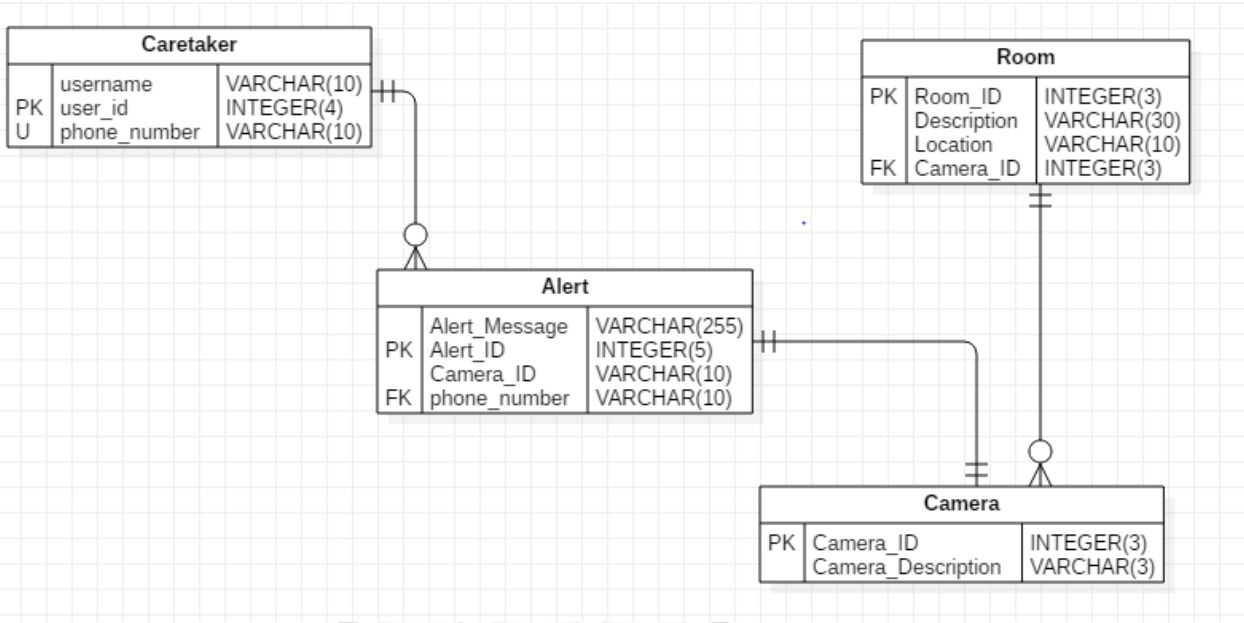 Caretaker
username VARCHAR(10)
PK user_id INTEGER(4)
U phone_number VARCHAR(10)
Room
PK Room_ID INTEGER(3)
Description VARCHAR(30)
Location VARCHAR(10)
FK Camera_ID INTEGER(3)
Alert
Alert_Message VARCHAR(255)
PK Alert_ID INTEGER(5)
Camera_ID VARCHAR(10)
FK phone_number VARCHAR(10)
Camera
PK Camera_ID INTEGER(3)
Camera_Description VARCHAR(3)